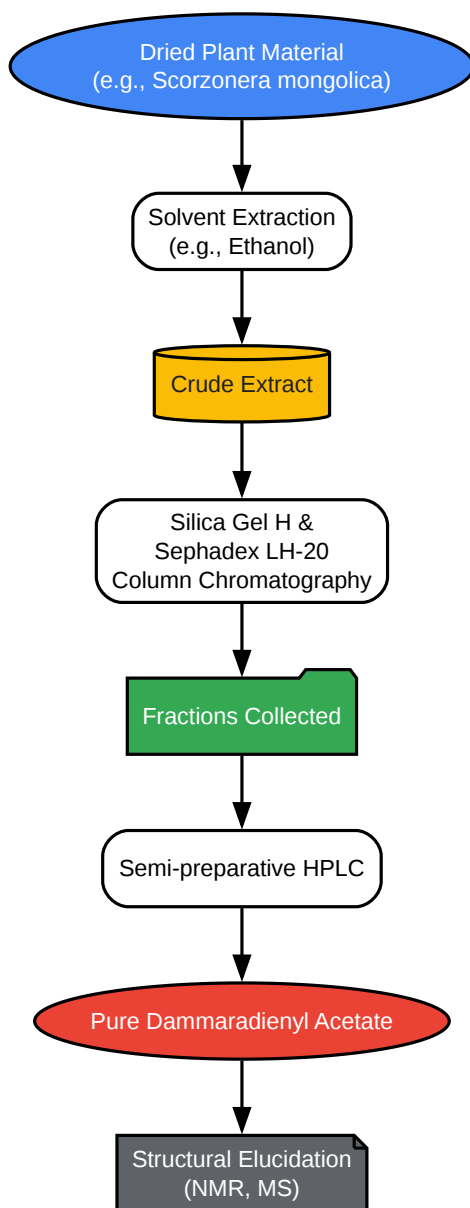 Dried Plant Material
(e.g., Scorzonera mongolica)
Solvent Extraction
(e.g., Ethanol)
Crude Extract
Silica Gel H &
Sephadex LH-20
Column Chromatography
Fractions Collected
Semi-preparative HPLC
Pure Dammaradienyl Acetate
Structural Elucidation
(NMR, MS)